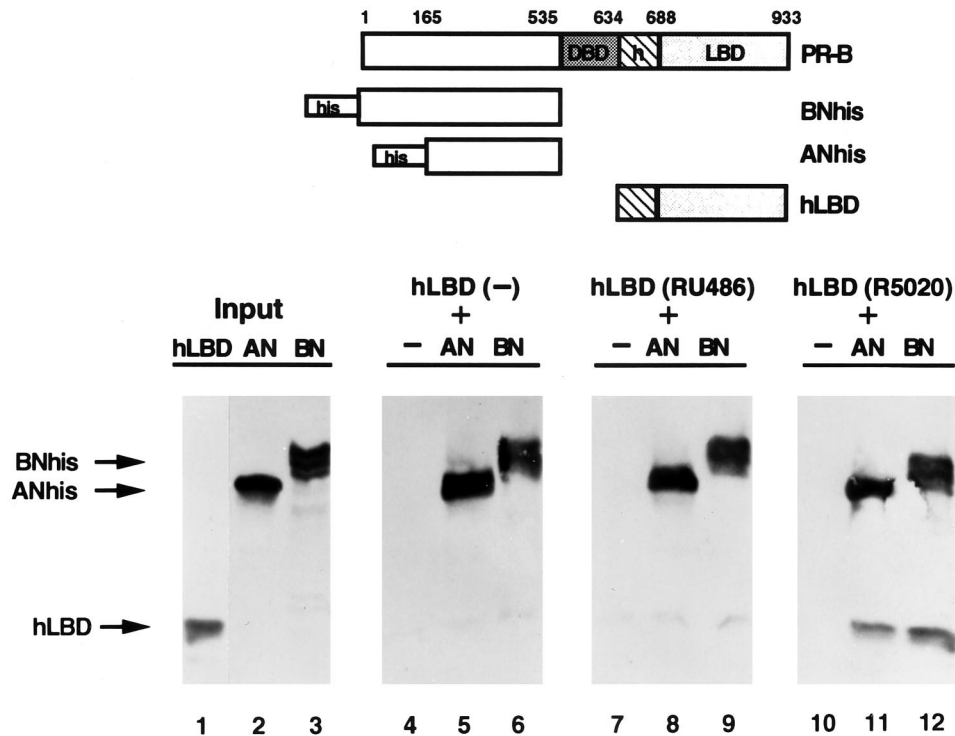 1 165 535 634 688 933
DBD h LBD PR-B
his BNhis
his ANhis
hLBD
Input hLBD (−) hLBD (RU486) hLBD (R5020)
+ + +
hLBD AN BN − AN BN − AN BN − AN BN
BNhis
ANhis
hLBD
1 2 3 4 5 6 7 8 9 10 11 12